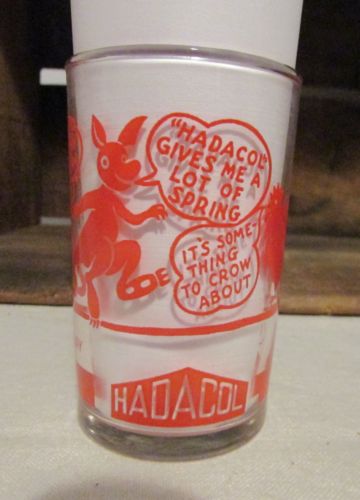 "HADACOL
GIVES ME A
LOT OF
SPRING
IT'S SOME-
THING
TO CROW
ABOUT
HADACOL